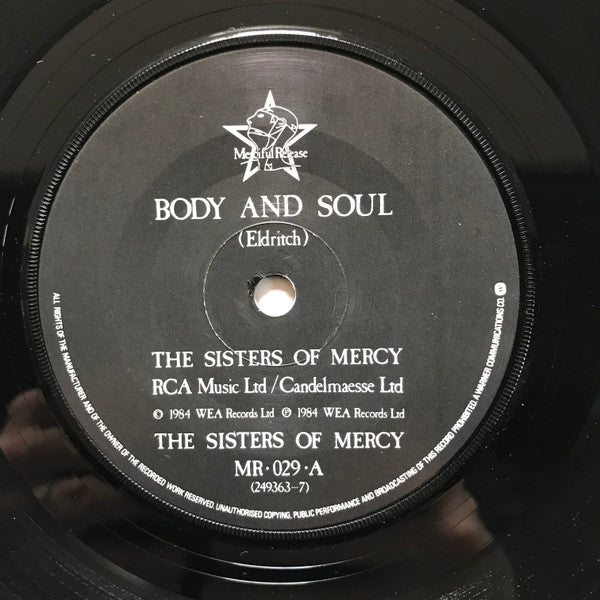 Merciful Release
BODY AND SOUL
(Eldritch)
THE SISTERS OF MERCY
RCA Music Ltd/Candelmaesse Ltd
© 1984 WEA Records Ltd ℗ 1984 WEA Records Ltd
THE SISTERS OF MERCY
MR·029·A
(249363-7)
ALL RIGHTS OF THE MANUFACTURER AND OF THE OWNER OF THE RECORDED WORK RESERVED. UNAUTHORISED COPYING, PUBLIC PERFORMANCE AND BROADCASTING OF THIS RECORD PROHIBITED. A WARNER COMMUNICATIONS CO.